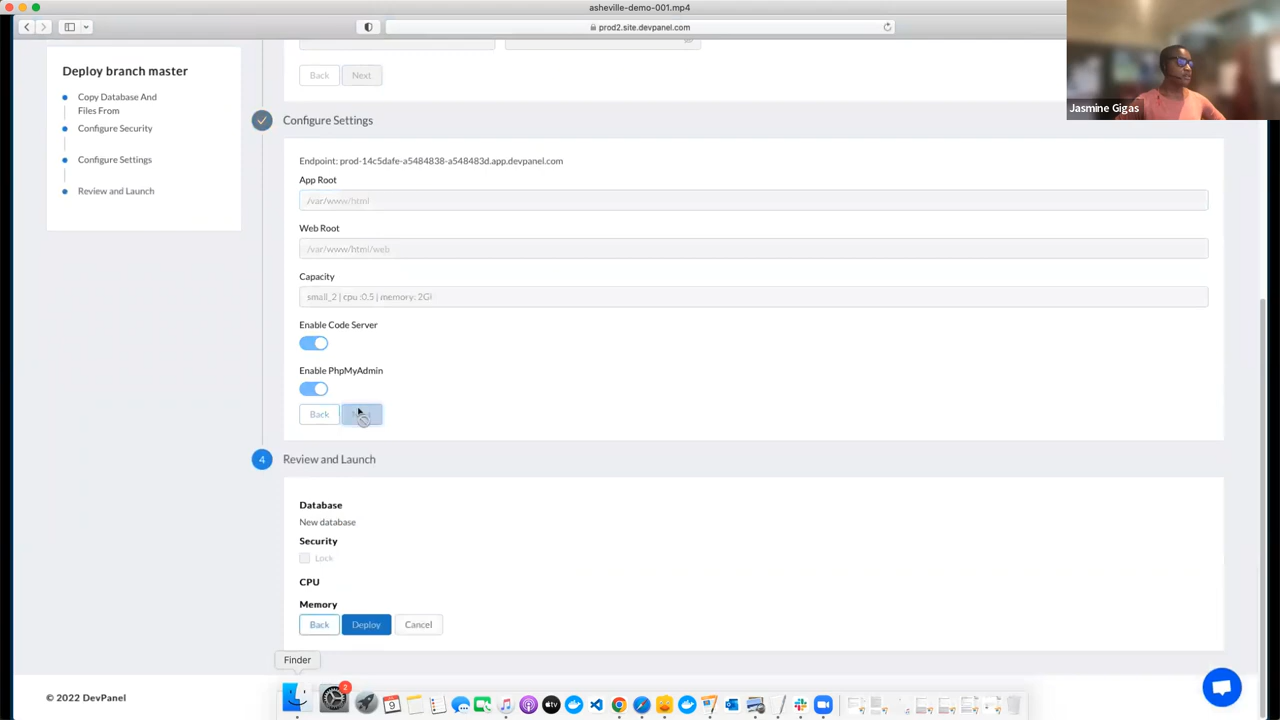 asheville-demo-001.mp4
prod2.site.devpanel.com
Jasmine Gigas
Deploy branch master
Copy Database And
Files From
Configure Security
Configure Settings
Review and Launch
Back
Next
Configure Settings
Endpoint: prod-14c5dafe-a5484838-a548483d.app.devpanel.com
App Root
/var/www/html
Web Root
/var/www/html/web
Capacity
small_2 | cpu :0.5 | memory: 2GI
Enable Code Server
Enable PhpMyAdmin
Back
4
Review and Launch
Database
New database
Security
Lock
CPU
Memory
Back
Deploy
Cancel
Finder
2
9
© 2022 DevPanel